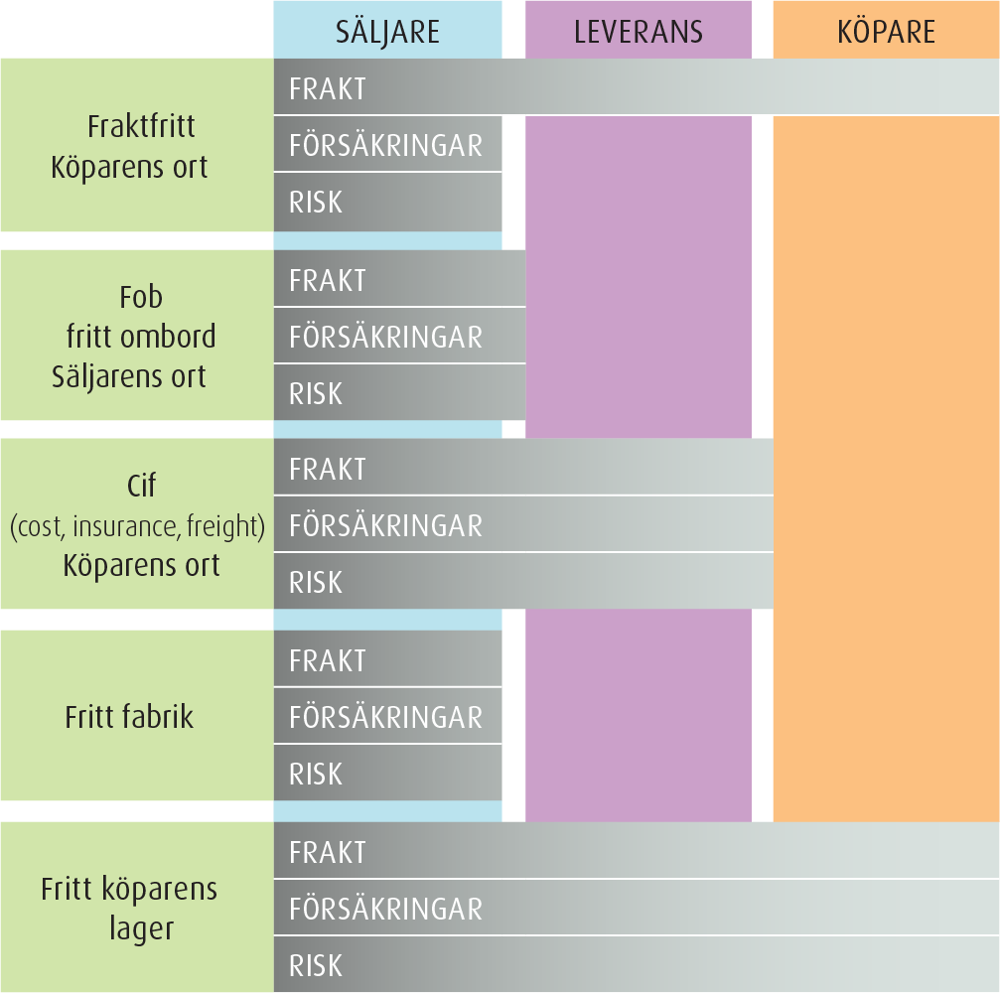 SÄLJARE LEVERANS KÖPARE
Fraktfritt
Köparens ort
FRAKT
FÖRSÄKRINGAR
RISK
Fob
fritt ombord
Säljarens ort
FRAKT
FÖRSÄKRINGAR
RISK
Cif
(cost, insurance, freight)
Köparens ort
FRAKT
FÖRSÄKRINGAR
RISK
Fritt fabrik
FRAKT
FÖRSÄKRINGAR
RISK
Fritt köparens
lager
FRAKT
FÖRSÄKRINGAR
RISK